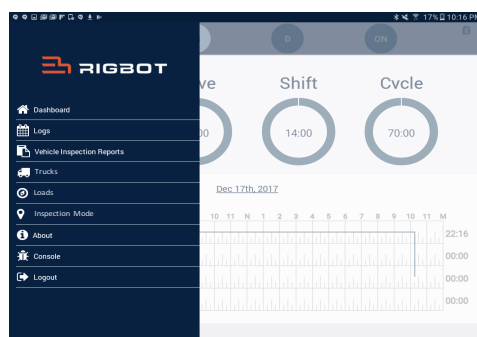 17% 10:16 PM
D ON
RIGBOT
ve Shift Cycle
Dashboard
Logs
00 14:00 70:00
Vehicle Inspection Reports
Trucks
Loads
Dec 17th, 2017
Inspection Mode
10 11 N 1 2 3 4 5 6 7 8 9 10 11 M
About
22:16
Console
00:00
Logout
00:00
00:00